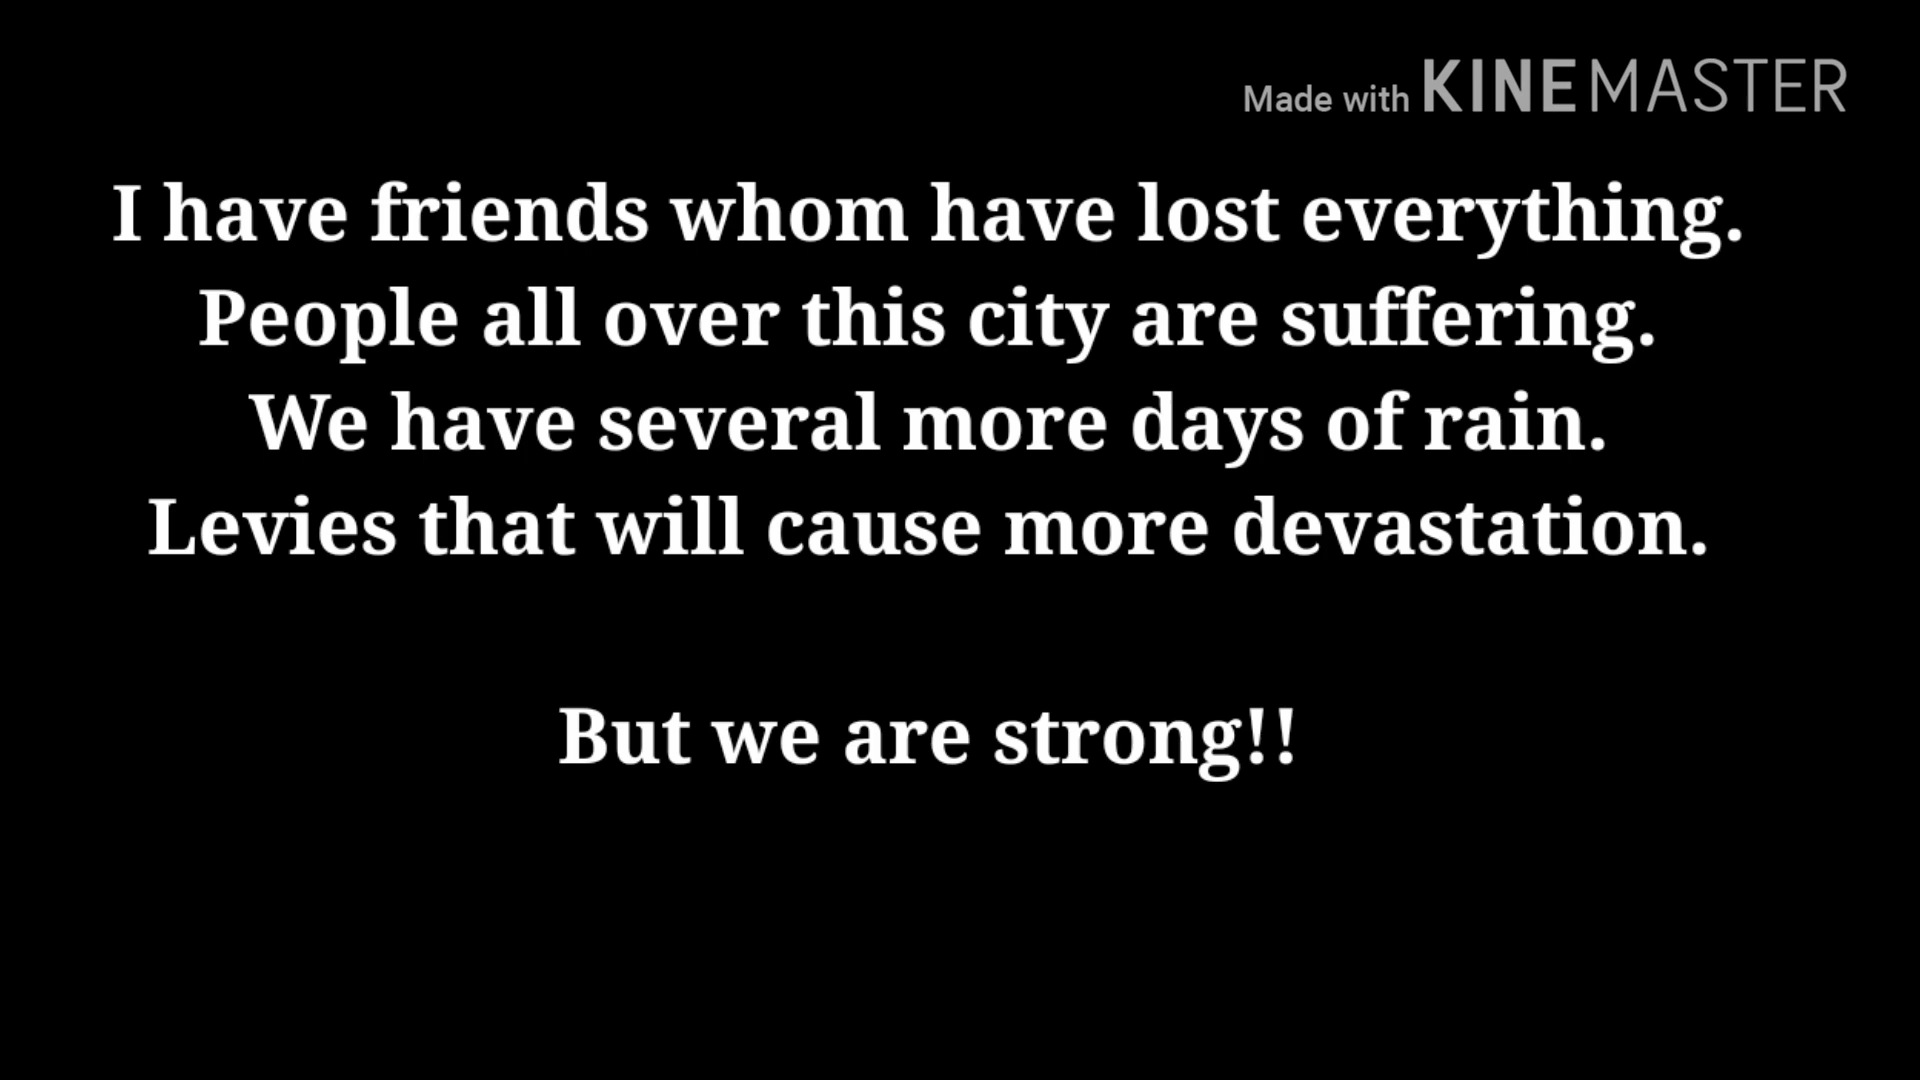 Made with KINEMASTER
I have friends whom have lost everything.
People all over this city are suffering.
We have several more days of rain.
Levies that will cause more devastation.
But we are strong!!